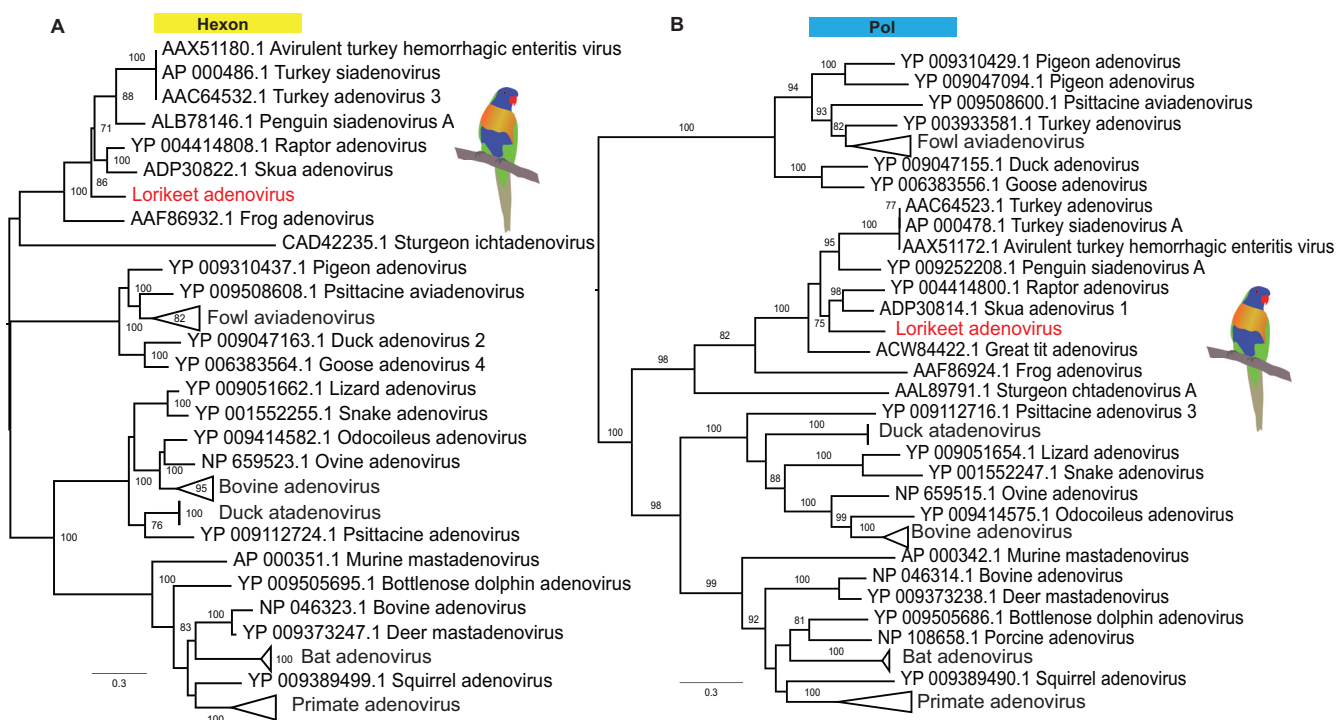 A
Hexon
100
AAX51180.1 Avirulent turkey hemorrhagic enteritis virus
AP 000486.1 Turkey siadenovirus
AAC64532.1 Turkey adenovirus 3
88
ALB78146.1 Penguin siadenovirus A
71
YP 004414808.1 Raptor adenovirus
100
ADP30822.1 Skua adenovirus
86
100
Lorikeet adenovirus
AAF86932.1 Frog adenovirus
CAD42235.1 Sturgeon ichtadenovirus
YP 009310437.1 Pigeon adenovirus
YP 009508608.1 Psittacine aviadenovirus
82
Fowl aviadenovirus
100
YP 009047163.1 Duck adenovirus 2
100
YP 006383564.1 Goose adenovirus 4
YP 009051662.1 Lizard adenovirus
100
YP 001552255.1 Snake adenovirus
YP 009414582.1 Odocoileus adenovirus
100
NP 659523.1 Ovine adenovirus
100
95
Bovine adenovirus
100
Duck atadenovirus
76
YP 009112724.1 Psittacine adenovirus
100
AP 000351.1 Murine mastadenovirus
100
YP 009505695.1 Bottlenose dolphin adenovirus
NP 046323.1 Bovine adenovirus
100
83
YP 009373247.1 Deer mastadenovirus
100
Bat adenovirus
YP 009389499.1 Squirrel adenovirus
0.3
Primate adenovirus
100
B
Pol
YP 009310429.1 Pigeon adenovirus
100
94
YP 009047094.1 Pigeon adenovirus
YP 009508600.1 Psittacine aviadenovirus
93
YP 003933581.1 Turkey adenovirus
82
100
Fowl aviadenovirus
YP 009047155.1 Duck adenovirus
100
YP 006383556.1 Goose adenovirus
77
AAC64523.1 Turkey adenovirus
100
AP 000478.1 Turkey siadenovirus A
95
AAX51172.1 Avirulent turkey hemorrhagic enteritis virus
YP 009252208.1 Penguin siadenovirus A
98
YP 004414800.1 Raptor adenovirus
100
ADP30814.1 Skua adenovirus 1
75
Lorikeet adenovirus
82
ACW84422.1 Great tit adenovirus
98
AAF86924.1 Frog adenovirus
AAL89791.1 Sturgeon chtadenovirus A
YP 009112716.1 Psittacine adenovirus 3
100
100
Duck atadenovirus
YP 009051654.1 Lizard adenovirus
100
88
YP 001552247.1 Snake adenovirus
NP 659515.1 Ovine adenovirus
100
98
99
YP 009414575.1 Odocoileus adenovirus
100
Bovine adenovirus
AP 000342.1 Murine mastadenovirus
99
NP 046314.1 Bovine adenovirus
100
YP 009373238.1 Deer mastadenovirus
92
YP 009505686.1 Bottlenose dolphin adenovirus
81
NP 108658.1 Porcine adenovirus
100
Bat adenovirus
YP 009389490.1 Squirrel adenovirus
0.3
100
Primate adenovirus